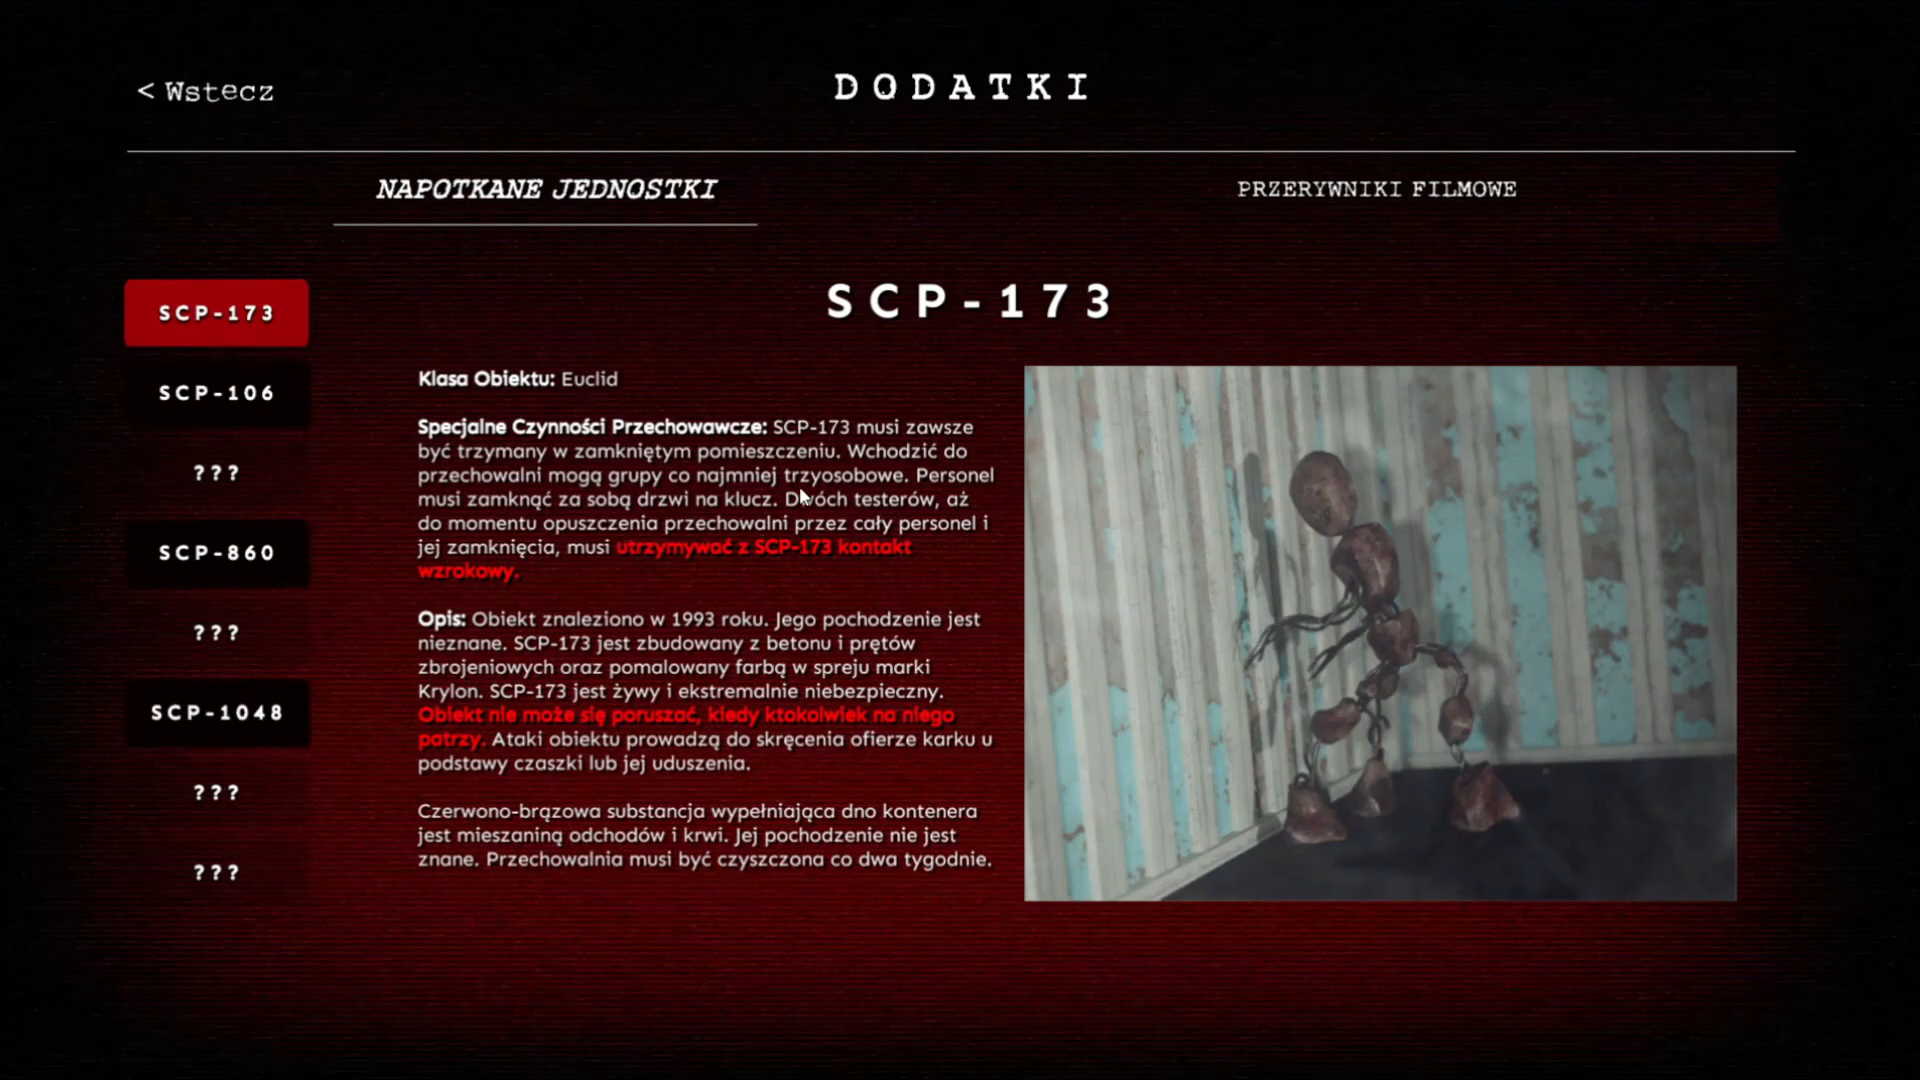 < Wstecz
DODATKI
NAPOTKANE JEDNOSTKI
PRZERYWNIKI FILMOWE
SCP-173
SCP-106
???
SCP-860
???
SCP-1048
???
???
SCP-173
Klasa Obiektu: Euclid
Specjalne Czynności Przechowawcze: SCP-173 musi zawsze
być trzymany w zamkniętym pomieszczeniu. Wchodzić do
przechowalni mogą grupy co najmniej trzyosobowe. Personel
musi zamknąć za sobą drzwi na klucz. Dwóch testerów, aż
do momentu opuszczenia przechowalni przez cały personel i
jej zamknięcia, musi utrzymywać z SCP-173 kontakt
wzrokowy.
Opis: Obiekt znaleziono w 1993 roku. Jego pochodzenie jest
nieznane. SCP-173 jest zbudowany z betonu i prętów
zbrojeniowych oraz pomalowany farbą w spreju marki
Krylon. SCP-173 jest żywy i ekstremalnie niebezpieczny.
Obiekt nie może się poruszać, kiedy ktokolwiek na niego
patrzy. Ataki obiektu prowadzą do skręcenia ofierze karku u
podstawy czaszki lub jej uduszenia.
Czerwono-brązowa substancja wypełniająca dno kontenera
jest mieszaniną odchodów i krwi. Jej pochodzenie nie jest
znane. Przechowalnia musi być czyszczona co dwa tygodnie.